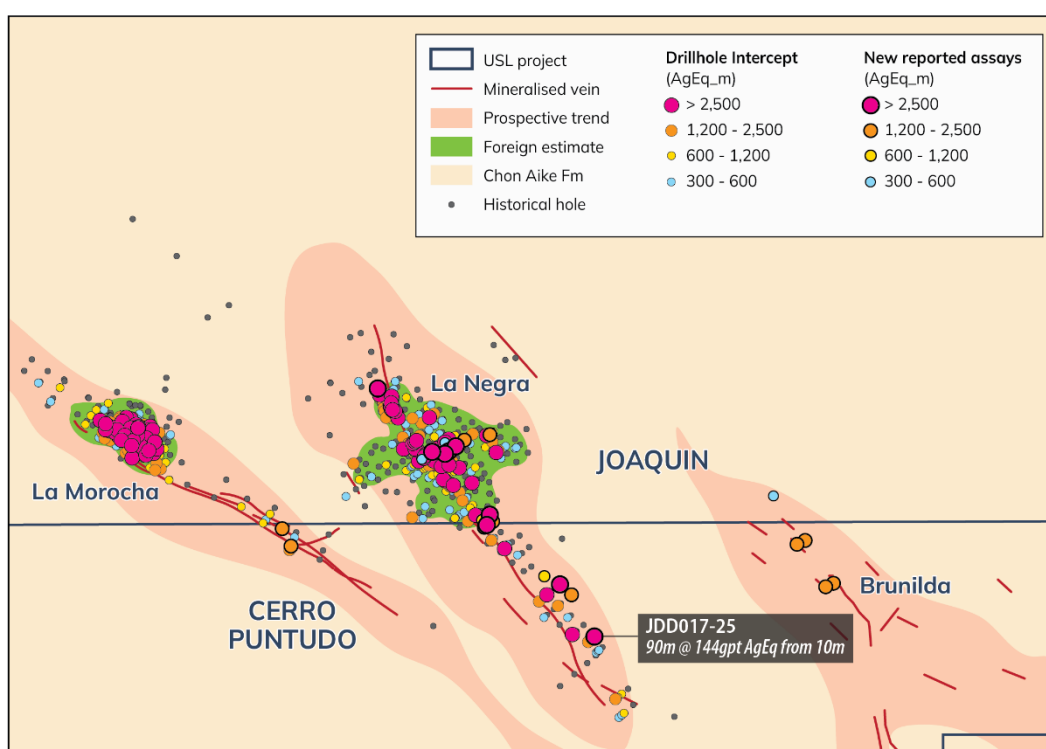 USL project
Mineralised vein
Prospective trend
Foreign estimate
Chon Aike Fm
Historical hole
Drillhole Intercept
(AgEq_m)
> 2,500
1,200 - 2,500
600 - 1,200
300 - 600
New reported assays
(AgEq_m)
> 2,500
1,200 - 2,500
600 - 1,200
300 - 600
La Negra
JOAQUIN
La Morocha
Brunilda
CERRO
PUNTUDO
JDD017-25
90m @ 144gpt AgEq from 10m